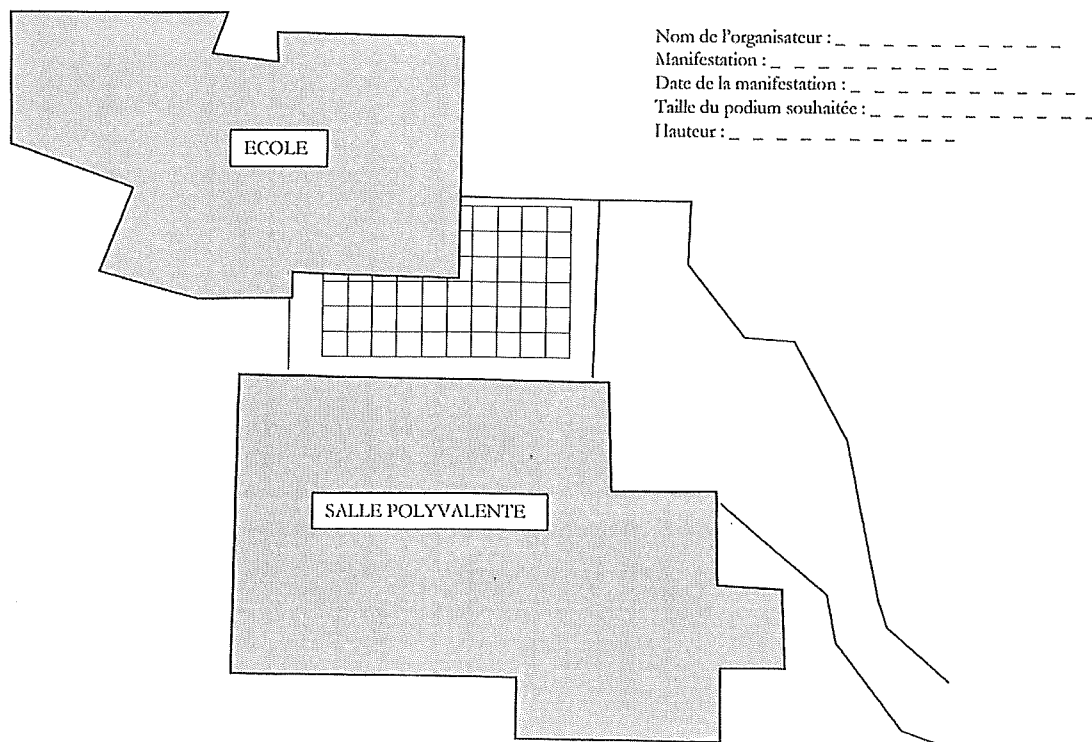 Nom de l'organisateur : _ _ _ _ _ _ _ _ _ _ _
Manifestation : _ _ _ _ _ _ _ _ _ _
Date de la manifestation : _ _ _ _ _ _ _ _ _ _
Taille du podium souhaitée : _ _ _ _ _ _ _ _ _ _
Hauteur : _ _ _ _ _ _ _ _ _ _
ECOLE
SALLE POLYVALENTE